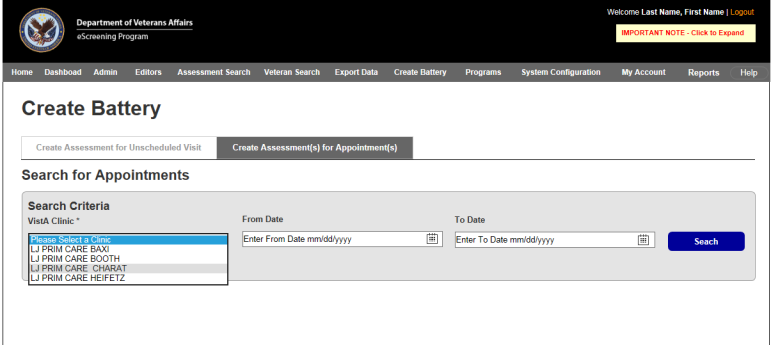 Welcome Last Name, First Name | Logout
Department of Veterans Affairs
eScreening Program
IMPORTANT NOTE - Click to Expand
Home Dashboad Admin Editors Assessment Search Veteran Search Export Data Create Battery Programs System Configuration My Account Reports Help
Create Battery
Create Assessment for Unscheduled Visit Create Assessment(s) for Appointment(s)
Search for Appointments
Search Criteria
VistA Clinic * From Date To Date
Please Select a Clinic Enter From Date mm/dd/yyyy Enter To Date mm/dd/yyyy Seach
LJ PRIM CARE BAXI
LJ PRIM CARE BOOTH
LJ PRIM CARE CHARAT
LJ PRIM CARE HEIFETZ